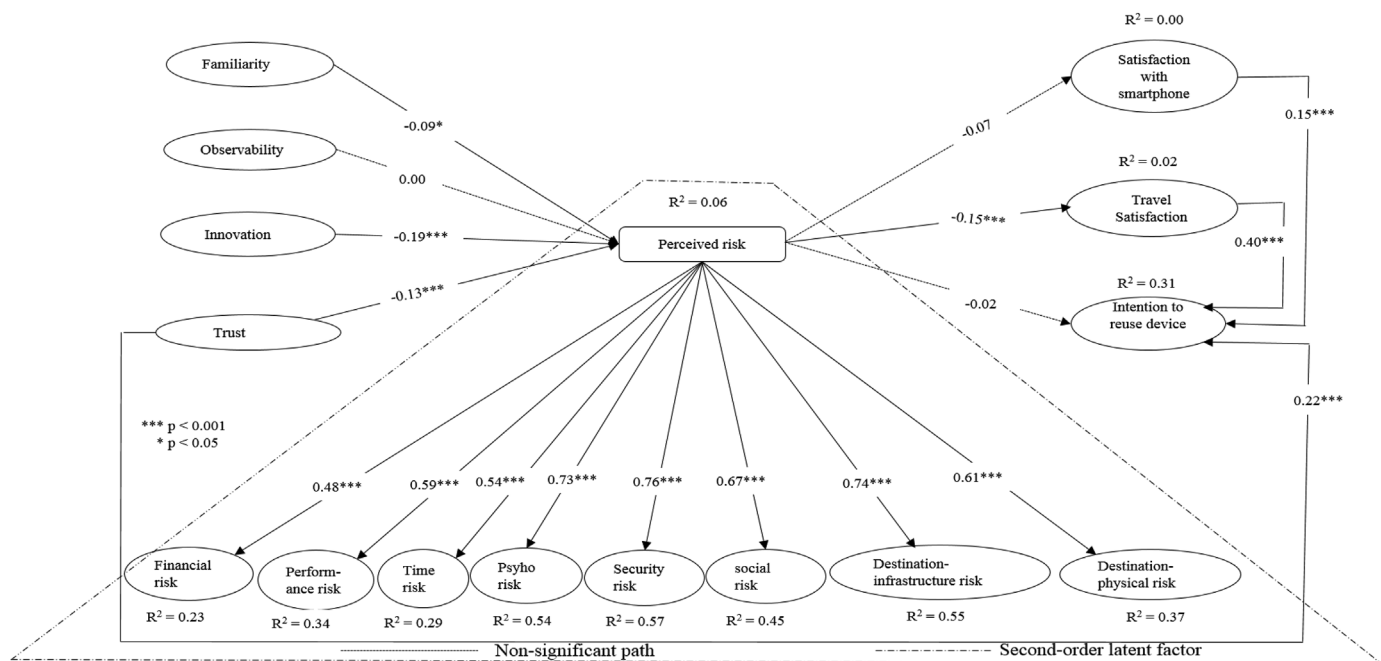 R² = 0.00
Familiarity
Satisfaction
with
smartphone
-0.09*
-0.07
0.15***
Observability
R² = 0.02
0.00
Travel
Satisfaction
R² = 0.06
-0.15***
Innovation
-0.19***
Perceived risk
0.40***
R² = 0.31
-0.13***
-0.02
Intention to
reuse device
Trust
0.22***
*** p < 0.001
* p < 0.05
0.48***
0.59***
0.54***
0.73***
0.76***
0.67***
0.74***
0.61***
Financial
risk
Perform-
ance risk
Time
risk
Psyho
risk
Security
risk
social
risk
Destination-
infrastructure risk
Destination-
physical risk
R² = 0.23
R² = 0.34
R² = 0.29
R² = 0.54
R² = 0.57
R² = 0.45
R² = 0.55
R² = 0.37
Non-significant path
Second-order latent factor